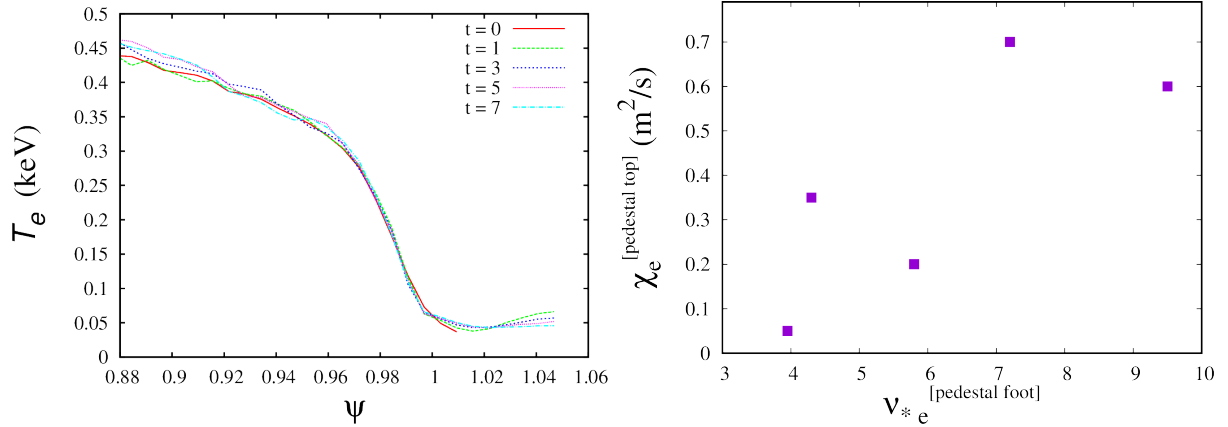 0.5
0.45
0.4
0.35
0.3
0.25
0.2
0.15
0.1
0.05
0
0.88 0.9 0.92 0.94 0.96 0.98 1 1.02 1.04 1.06
T_e (keV)
ψ
t = 0
t = 1
t = 3
t = 5
t = 7
0.7
0.6
0.5
0.4
0.3
0.2
0.1
0
3 4 5 6 7 8 9 10
χ_e^[pedestal top] (m^2/s)
ν_* e^[pedestal foot]